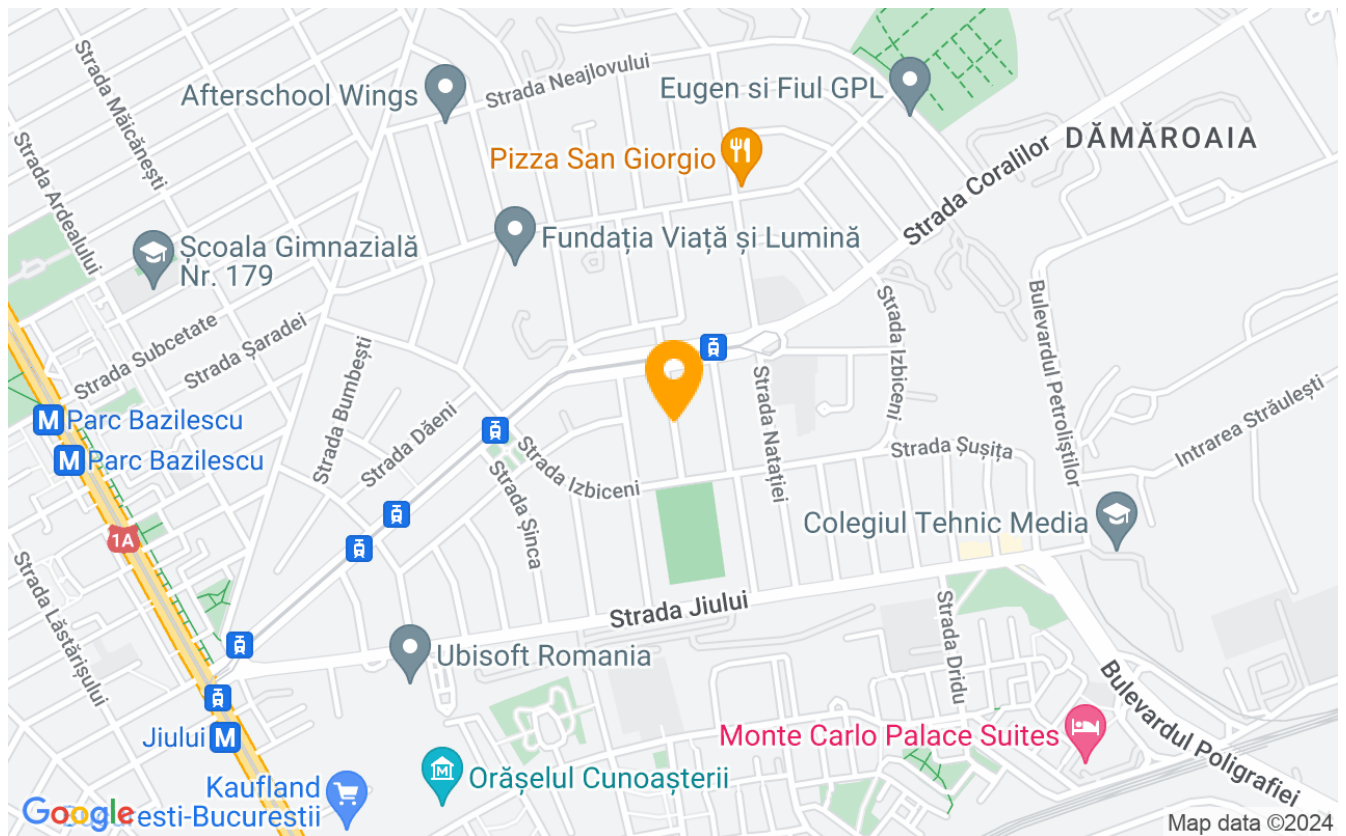 Strada Măicănești
Strada Neajlovului
Afterschool Wings
Eugen si Fiul GPL
DĂMĂROAIA
Pizza San Giorgio
Strada Ardealului
Strada Coralilor
Școala Gimnazială
Nr. 179
Fundația Viață și Lumină
Strada Subcetate
Strada Șaradei
Strada Bumbești
Strada Izbiceni
Bulevardul Petroliștilor
Strada Natației
Intrarea Străulești
M Parc Bazilescu
M Parc Bazilescu
Strada Dăeni
Strada Izbiceni
Strada Șușița
Strada Șinca
Colegiul Tehnic Media
1A
Strada Lăstărișului
Strada Jiului
Strada Dridu
Ubisoft Romania
Bulevardul Poligrafiei
Jiului M
Monte Carlo Palace Suites
M
Orășelul Cunoașterii
Kaufland
resti-Bucurestii
Google
Map data ©2024